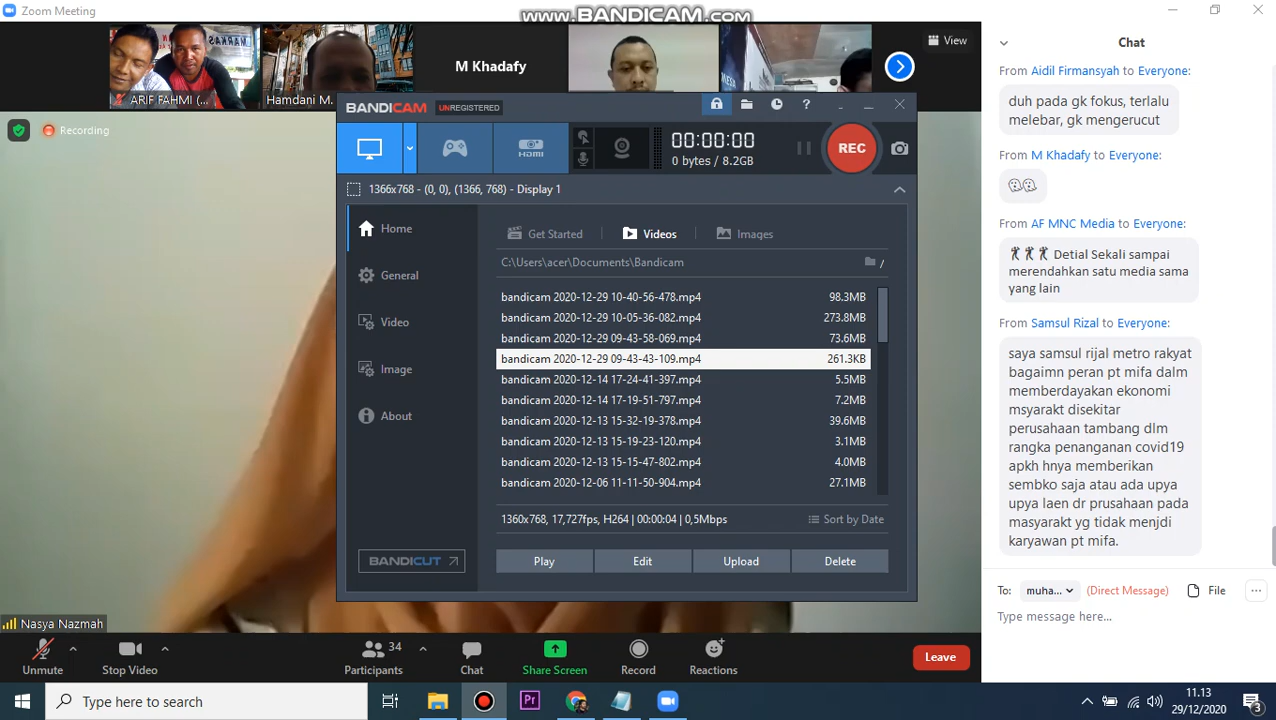 Zoom Meeting
www.BANDICAM.com
ARIF FAHMI (...
Hamdani M.
M Khadafy
View
Recording
BANDICAM UNREGISTERED
?
HDMI
00:00:00
0 bytes / 8.2GB
REC
1366x768 - (0, 0), (1366, 768) - Display 1
Home
General
Video
Image
About
BANDICUT
Get Started
Videos
Images
C:\Users\acer\Documents\Bandicam
/
bandicam 2020-12-29 10-40-56-478.mp4 98.3MB
bandicam 2020-12-29 10-05-36-082.mp4 273.8MB
bandicam 2020-12-29 09-43-58-069.mp4 73.6MB
bandicam 2020-12-29 09-43-43-109.mp4 261.3KB
bandicam 2020-12-14 17-24-41-397.mp4 5.5MB
bandicam 2020-12-14 17-19-51-797.mp4 7.2MB
bandicam 2020-12-13 15-32-19-378.mp4 39.6MB
bandicam 2020-12-13 15-19-23-120.mp4 3.1MB
bandicam 2020-12-13 15-15-47-802.mp4 4.0MB
bandicam 2020-12-06 11-11-50-904.mp4 27.1MB
1360x768, 17,727fps, H264 | 00:00:04 | 0,5Mbps
Sort by Date
Play
Edit
Upload
Delete
Nasya Nazmah
Unmute
Stop Video
34
Participants
Chat
Share Screen
Record
Reactions
Leave
Chat
From Aidil Firmansyah to Everyone:
duh pada gk fokus, terlalu
melebar, gk mengerucut
From M Khadafy to Everyone:
From AF MNC Media to Everyone:
Detial Sekali sampai
merendahkan satu media sama
yang lain
From Samsul Rizal to Everyone:
saya samsul rijal metro rakyat
bagaimn peran pt mifa dalm
memberdayakan ekonomi
msyarakt disekitar
perusahaan tambang dlm
rangka penanganan covid19
apkh hnya memberikan
sembko saja atau ada upya
upya laen dr prusahaan pada
masyarakt yg tidak menjdi
karyawan pt mifa.
To: muha... (Direct Message) File ...
Type message here...
Type here to search
Pr
11.13
29/12/2020
3